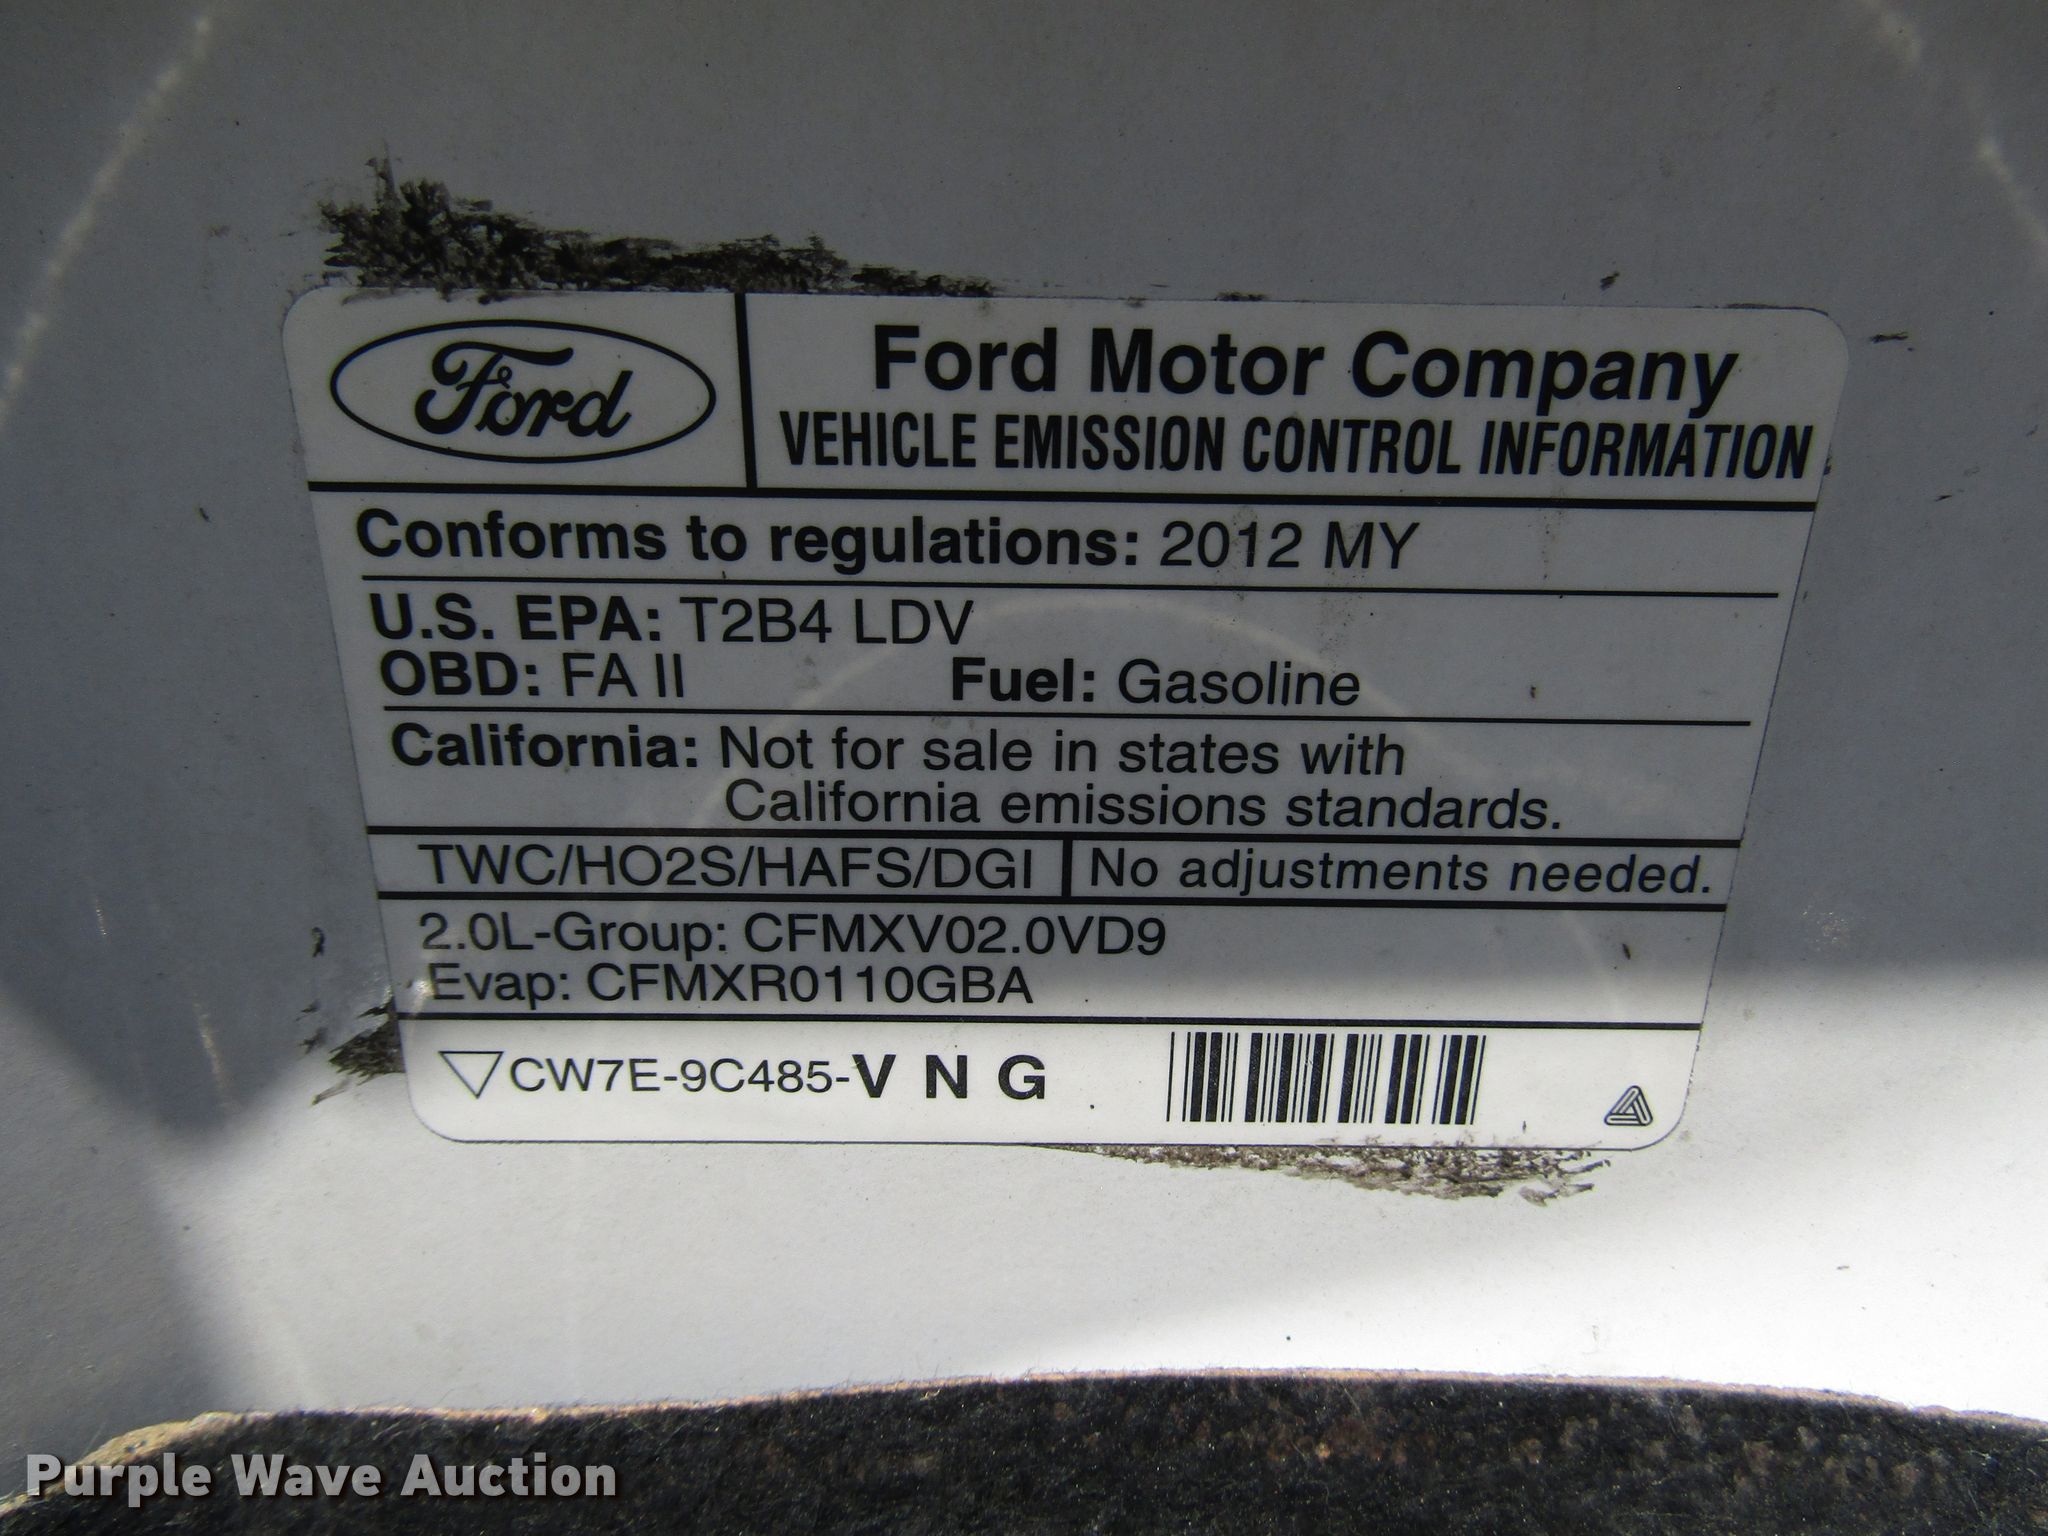 Ford
Ford Motor Company
VEHICLE EMISSION CONTROL INFORMATION
Conforms to regulations: 2012 MY
U.S. EPA: T2B4 LDV
OBD: FA II Fuel: Gasoline
California: Not for sale in states with
California emissions standards.
TWC/HO2S/HAFS/DGI No adjustments needed.
2.0L-Group: CFMXV02.0VD9
Evap: CFMXR0110GBA
CW7E-9C485-V N G
Purple Wave Auction